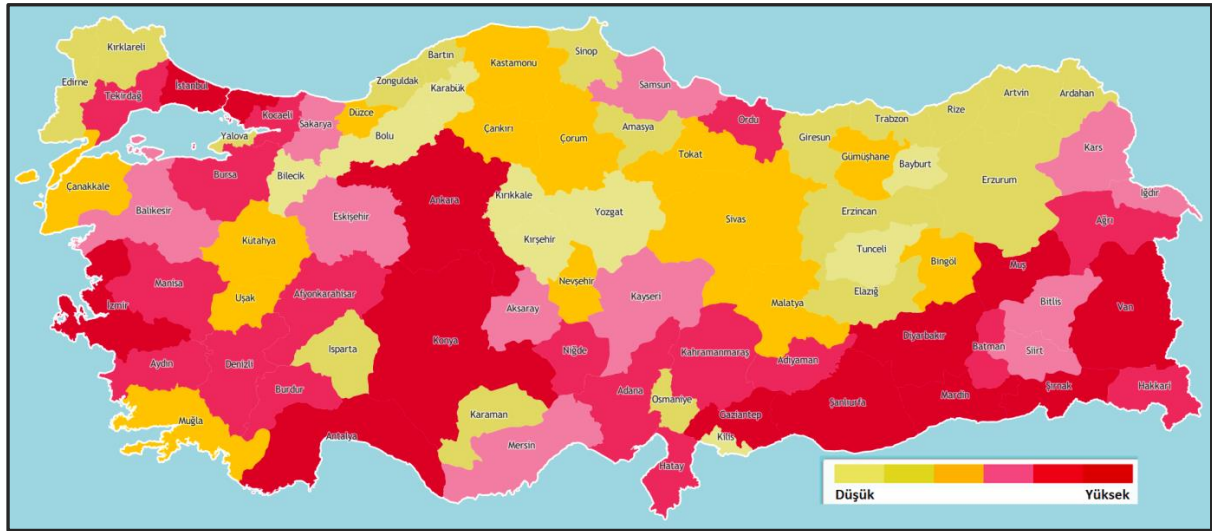 Kırklareli
Edirne
Tekirdağ
İstanbul
Kocaeli
Yalova
Sakarya
Düzce
Zonguldak
Bartın
Karabük
Bolu
Kastamonu
Sinop
Çankırı
Çorum
Samsun
Amasya
Tokat
Ordu
Giresun
Gümüşhane
Trabzon
Bayburt
Rize
Artvin
Ardahan
Kars
Iğdır
Erzurum
Ağrı
Çanakkale
Balıkesir
Bursa
Bilecik
Eskişehir
Kütahya
Ankara
Kırıkkale
Yozgat
Kırşehir
Sivas
Erzincan
Tunceli
Bingöl
Muş
Elazığ
Malatya
Manisa
İzmir
Uşak
Afyonkarahisar
Konya
Aksaray
Nevşehir
Kayseri
Bitlis
Van
Diyarbakır
Batman
Siirt
Aydın
Denizli
Isparta
Burdur
Niğde
Adana
Kahramanmaraş
Adıyaman
Şanlıurfa
Mardin
Şırnak
Hakkari
Muğla
Antalya
Karaman
Mersin
Osmaniye
Gaziantep
Kilis
Hatay
Düşük
Yüksek